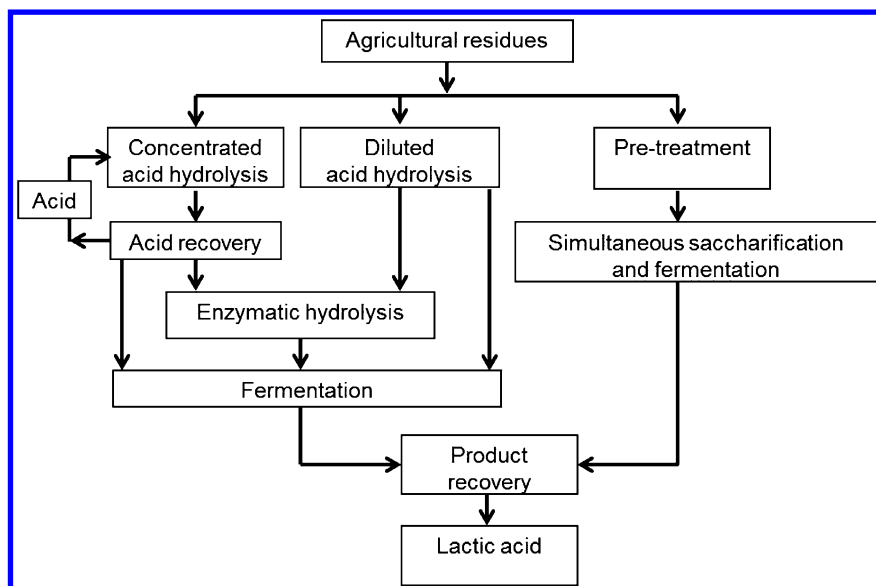 Agricultural residues
Concentrated
acid hydrolysis
Diluted
acid hydrolysis
Pre-treatment
Acid
Acid recovery
Simultaneous saccharification
and fermentation
Enzymatic hydrolysis
Fermentation
Product
recovery
Lactic acid